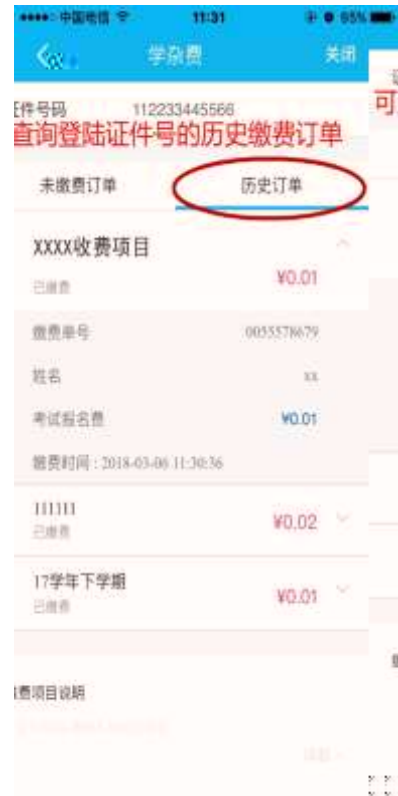 中国电信 11:31 95%
学杂费 关闭
证件号码 112233445566
查询登陆证件号的历史缴费订单
可
未缴费订单 历史订单
XXXX收费项目
已缴费 ¥0.01
缴费单号 0055578679
姓名 xx
考试报名费 ¥0.01
缴费时间 : 2018-03-06 11:30:36
111111
已缴费 ¥0.02
17学年下学期
已缴费 ¥0.01
费项目说明